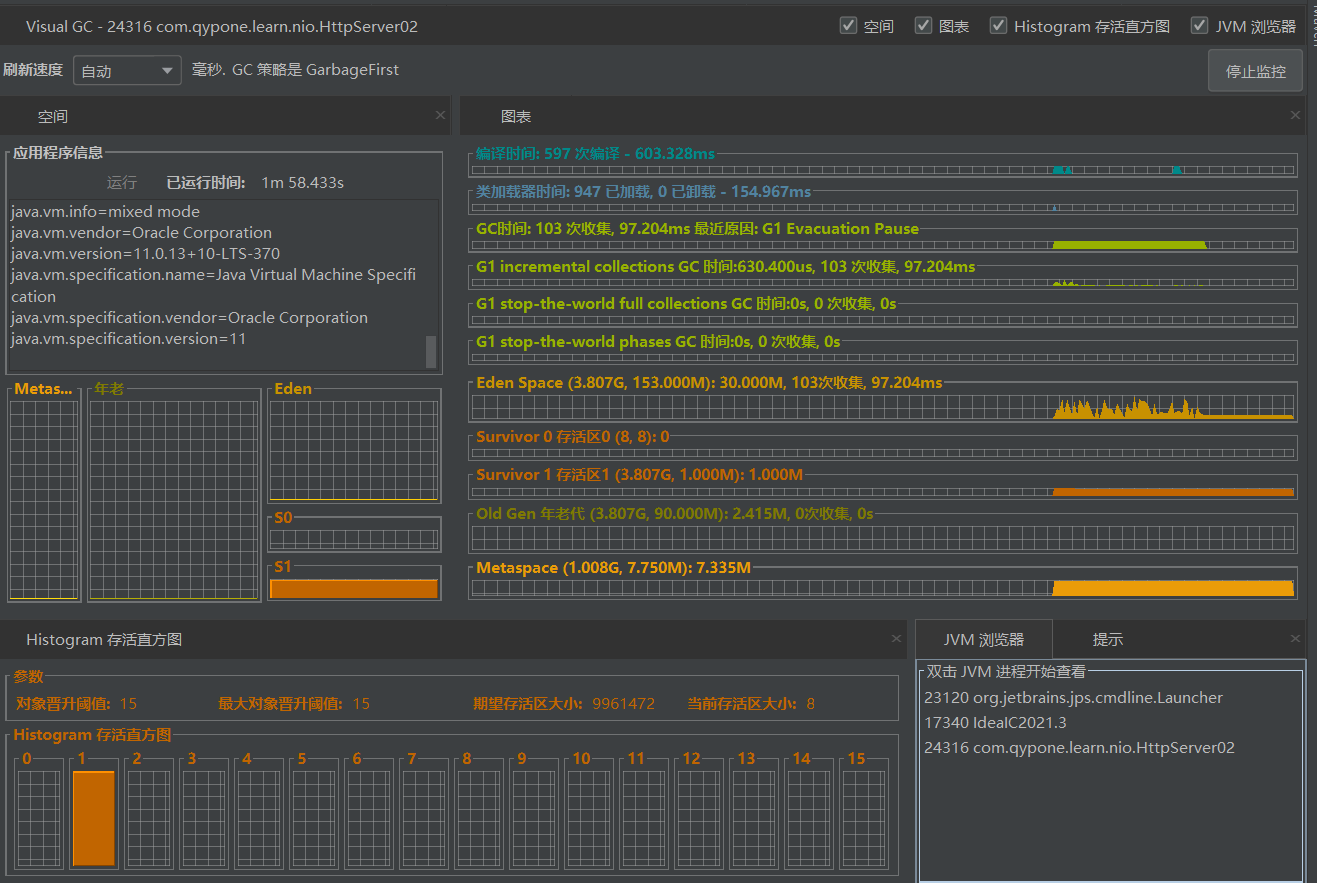 Visual GC - 24316 com.qypone.learn.nio.HttpServer02
空间
图表
Histogram 存活直方图
JVM 浏览器
刷新速度
自动
毫秒. GC 策略是 GarbageFirst
停止监控
空间
图表
应用程序信息
运行
已运行时间: 1m 58.433s
java.vm.info=mixed mode
java.vm.vendor=Oracle Corporation
java.vm.version=11.0.13+10-LTS-370
java.vm.specification.name=Java Virtual Machine Specifi
cation
java.vm.specification.vendor=Oracle Corporation
java.vm.specification.version=11
Metas...
年老
Eden
S0
S1
编译时间: 597 次编译 - 603.328ms
类加载器时间: 947 已加载, 0 已卸载 - 154.967ms
GC时间: 103 次收集, 97.204ms 最近原因: G1 Evacuation Pause
G1 incremental collections GC 时间:630.400us, 103 次收集, 97.204ms
G1 stop-the-world full collections GC 时间:0s, 0 次收集, 0s
G1 stop-the-world phases GC 时间:0s, 0 次收集, 0s
Eden Space (3.807G, 153.000M): 30.000M, 103次收集, 97.204ms
Survivor 0 存活区0 (8, 8): 0
Survivor 1 存活区1 (3.807G, 1.000M): 1.000M
Old Gen 年老代 (3.807G, 90.000M): 2.415M, 0次收集, 0s
Metaspace (1.008G, 7.750M): 7.335M
Histogram 存活直方图
参数
对象晋升阈值: 15
最大对象晋升阈值: 15
期望存活区大小: 9961472
当前存活区大小: 8
Histogram 存活直方图
0 1 2 3 4 5 6 7 8 9 10 11 12 13 14 15
JVM 浏览器
提示
双击 JVM 进程开始查看
23120 org.jetbrains.jps.cmdline.Launcher
17340 IdeaIC2021.3
24316 com.qypone.learn.nio.HttpServer02